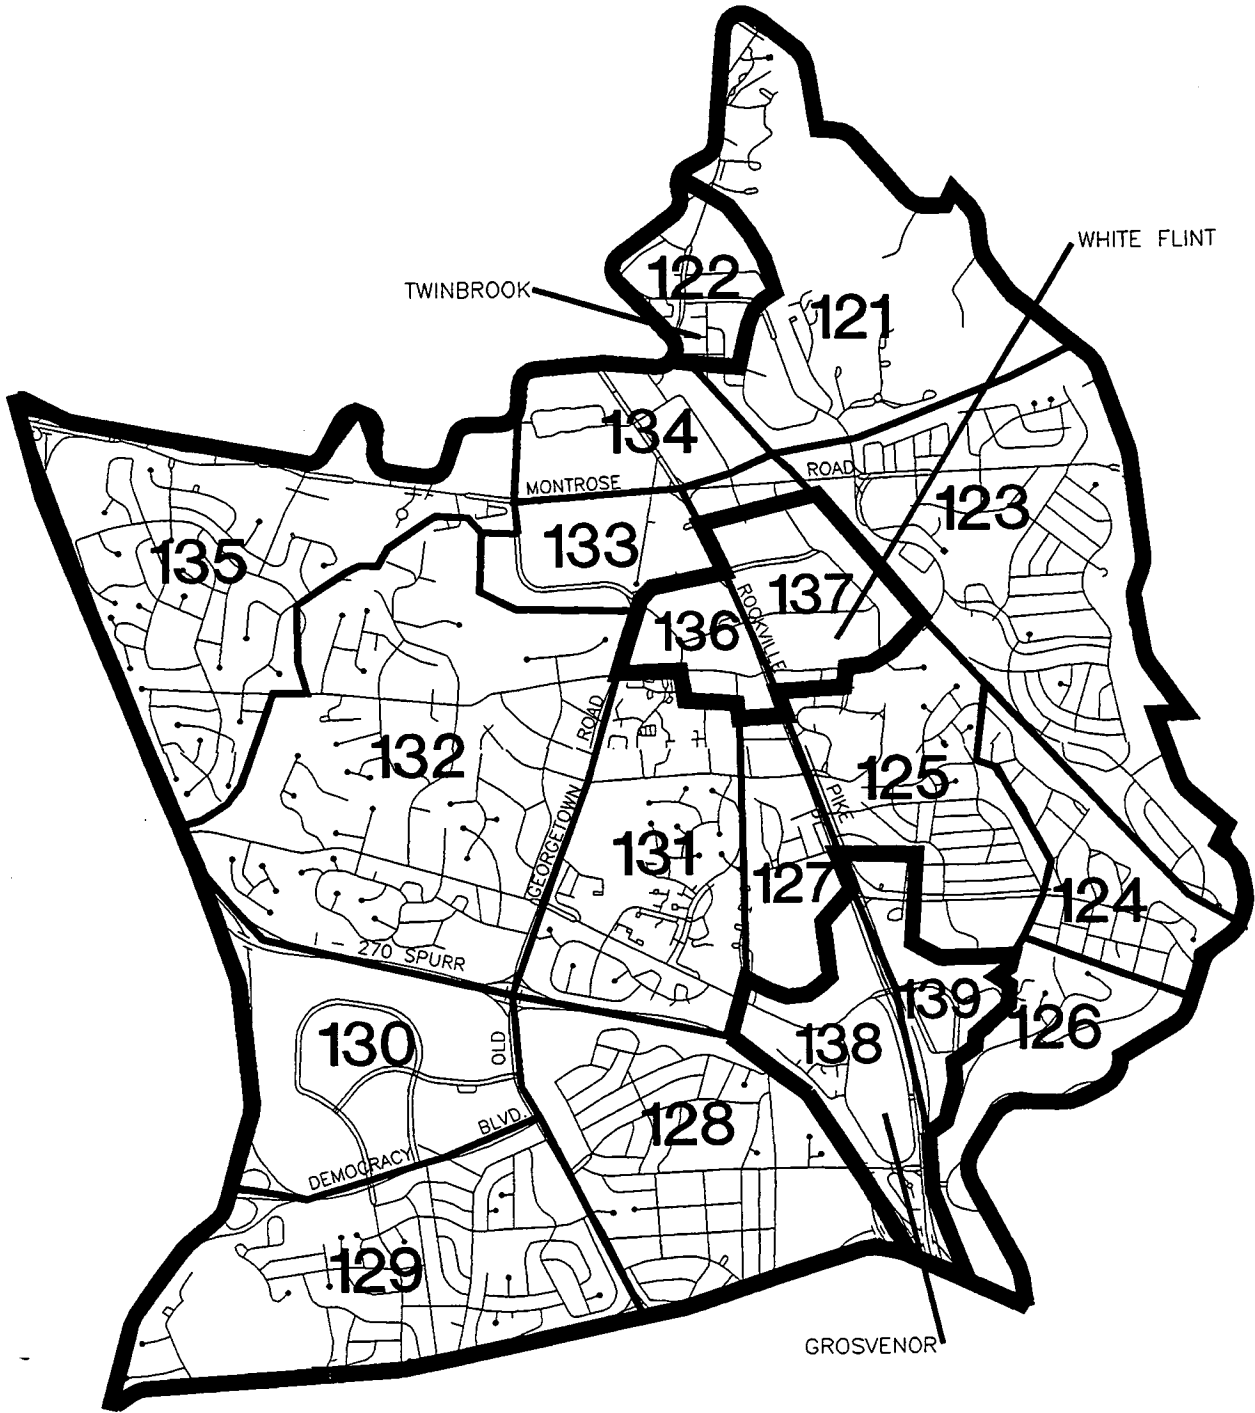 WHITE FLINT
122
TWINBROOK
121
134
ROAD
MONTROSE
123
133
135
137
ROCKVILLE
136
ROAD
132
125
PIKE
GEORGETOWN
131
127
124
270 SPURR
139
126
130
OLD
138
128
BLVD.
DEMOCRACY
129
GROSVENOR